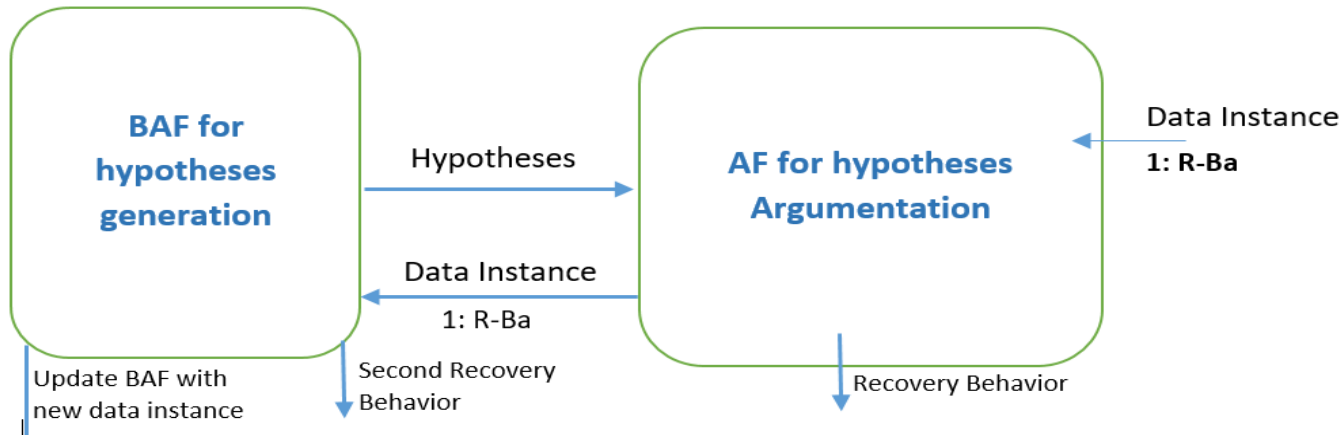 BAF for
hypotheses
generation
Hypotheses
Data Instance
1: R-Ba
AF for hypotheses
Argumentation
Data Instance
1: R-Ba
Update BAF with
new data instance
Second Recovery
Behavior
Recovery Behavior